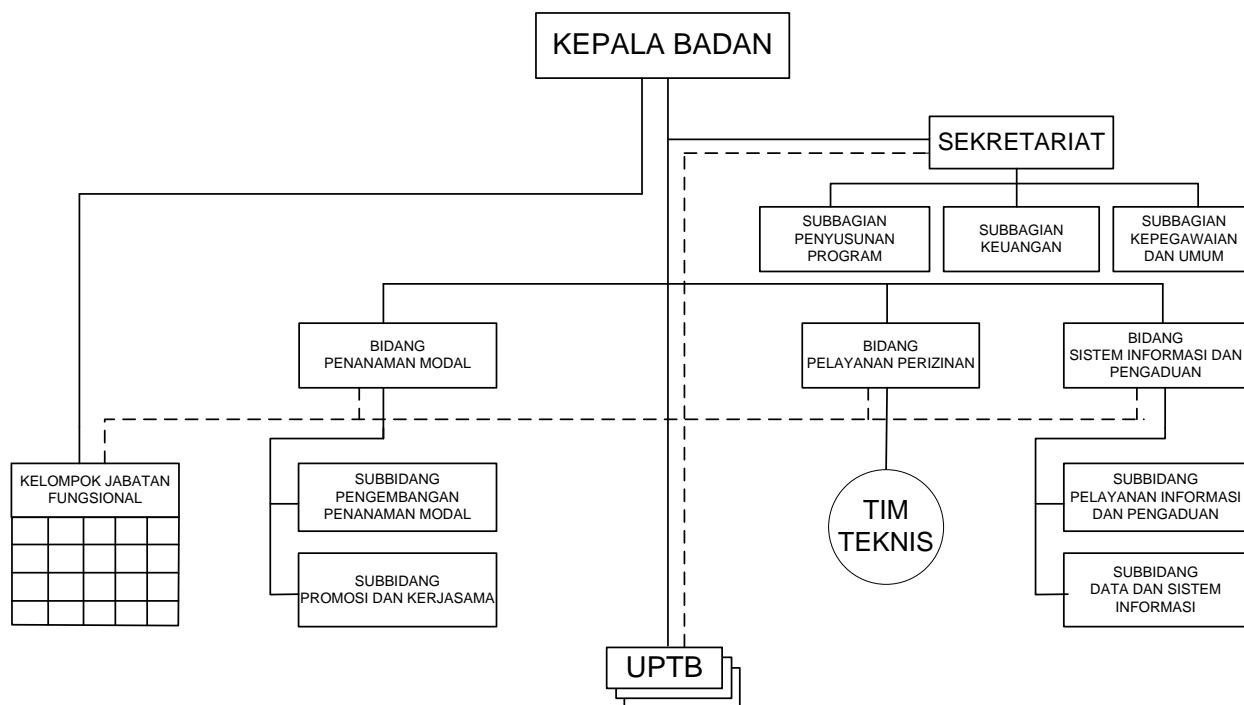 KEPALA BADAN
SEKRETARIAT
SUBBAGIAN
PENYUSUNAN
PROGRAM
SUBBAGIAN
KEUANGAN
SUBBAGIAN
KEPEGAWAIAN
DAN UMUM
BIDANG
PENANAMAN MODAL
BIDANG
PELAYANAN PERIZINAN
BIDANG
SISTEM INFORMASI DAN
PENGADUAN
KELOMPOK JABATAN
FUNGSIONAL
SUBBIDANG
PENGEMBANGAN
PENANAMAN MODAL
TIM
TEKNIS
SUBBIDANG
PELAYANAN INFORMASI
DAN PENGADUAN
SUBBIDANG
PROMOSI DAN KERJASAMA
SUBBIDANG
DATA DAN SISTEM
INFORMASI
UPTB